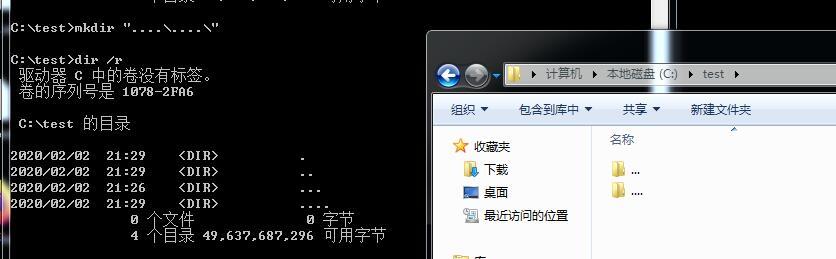 C:\test>mkdir "....\....\"
C:\test>dir /r
驱动器 C 中的卷没有标签。
卷的序列号是 1078-2FA6
C:\test 的目录
2020/02/02 21:29 <DIR> .
2020/02/02 21:29 <DIR> ..
2020/02/02 21:26 <DIR> ...
2020/02/02 21:29 <DIR> ....
0 个文件 0 字节
4 个目录 49,637,687,296 可用字节
计算机 本地磁盘 (C:) test
组织 包含到库中 共享 新建文件夹
收藏夹
下载
桌面
最近访问的位置
名称
...
....